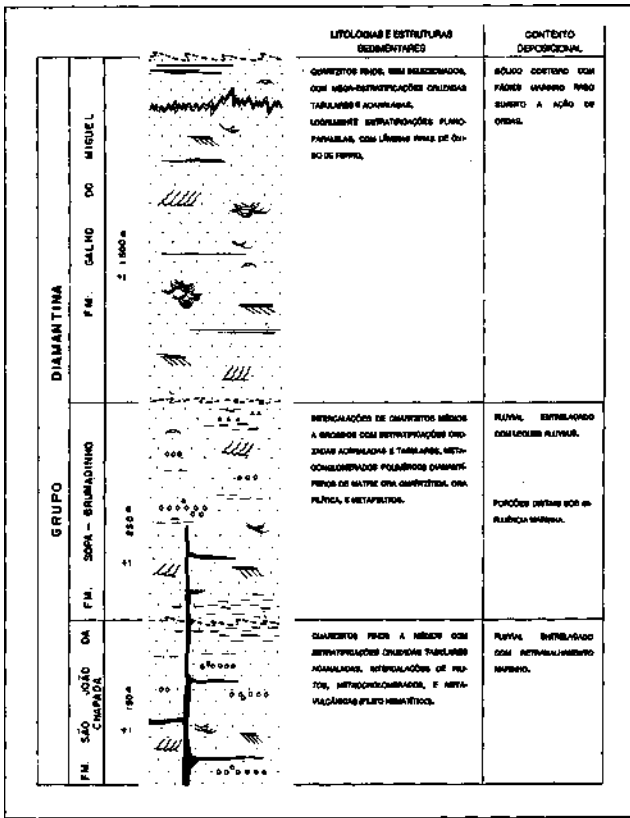 LITOLOGIAS E ESTRUTURAS
SEDIMENTARES
CONTEXTO
DEPOSICIONAL
GRUPO DIAMANTINA
FM. GALHO DO MIGUEL
± 1500 m
QUARTZITOS FINOS, BEM SELECIONADOS,
COM MEGA-ESTRATIFICAÇÕES CRUZADAS
TABULARES E ACANALADAS.
LOCALMENTE ESTRATIFICAÇÕES PLANO-
PARALELAS, COM LÂMINAS FINAS DE ÓXI-
DO DE FERRO.
EÓLICO COSTEIRO COM
FÁCIES MARINHO RASO
SUJEITO A AÇÃO DE
ONDAS.
FM. SOPA - BRUMADINHO
± 250 m
INTERCALAÇÕES DE QUARTZITOS MÉDIOS
A GROSSOS COM ESTRATIFICAÇÕES CRU-
ZADAS ACANALADAS E TABULARES, META-
CONGLOMERADOS POLIMÍTICOS DIAMANTÍ-
FEROS DE MATRIZ ORA QUARTZÍTICA, ORA
PELÍTICA, E METAPELITOS.
FLUVIAL ENTRELAÇADO
COM LEQUES FLUVIAIS.
PORÇÕES DISTAIS SOB IN-
FLUÊNCIA MARINHA.
FM. SÃO JOÃO DA
CHAPADA
± 190 m
QUARTZITOS FINOS A MÉDIOS COM
ESTRATIFICAÇÕES CRUZADAS TABULARES
ACANALADAS, INTERCALAÇÕES DE FILI-
TOS, METACONGLOMERADOS, E META-
VULCÂNICAS (FILITO HEMATÍTICO).
FLUVIAL ENTRELAÇADO
COM RETRABALHAMENTO
MARINHO.